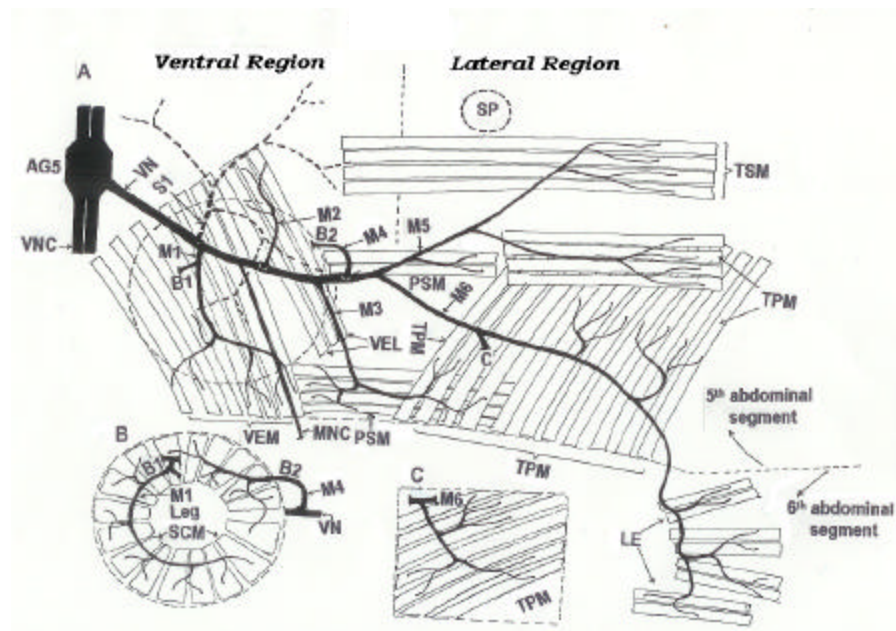 Ventral Region
Lateral Region
A
SP
AG5
VN
S1
TSM
M2
B2
M4
M5
VNC
M1
B1
PSM
M6
TPM
M3
VEL
TPM
C
5th abdominal
segment
VEM
MNC
PSM
TPM
B
B1
B2
M1
Leg
SCM
M4
VN
C
M6
TPM
LE
6th abdominal
segment